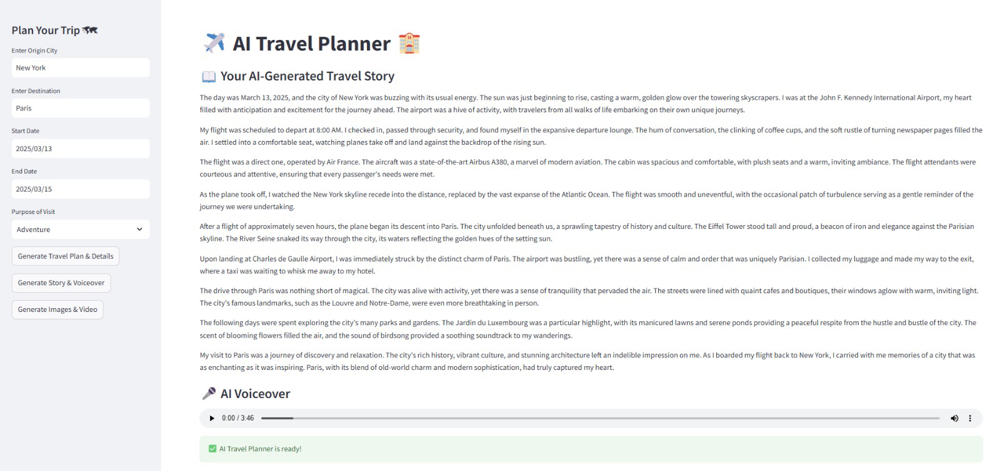 Plan Your Trip
Enter Origin City
New York
Enter Destination
Paris
Start Date
2025/03/13
End Date
2025/03/15
Purpose of Visit
Adventure
Generate Travel Plan & Details
Generate Story & Voiceover
Generate Images & Video
AI Travel Planner
Your AI-Generated Travel Story
The day was March 13, 2025, and the city of New York was buzzing with its usual energy. The sun was just beginning to rise, casting a warm, golden glow over the towering skyscrapers. I was at the John F. Kennedy International Airport, my heart
filled with anticipation and excitement for the journey ahead. The airport was a hive of activity, with travelers from all walks of life embarking on their own unique journeys.
My flight was scheduled to depart at 8:00 AM. I checked in, passed through security, and found myself in the expansive departure lounge. The hum of conversation, the clinking of coffee cups, and the soft rustle of turning newspaper pages filled the
air. I settled into a comfortable seat, watching planes take off and land against the backdrop of the rising sun.
The flight was a direct one, operated by Air France. The aircraft was a state-of-the-art Airbus A380, a marvel of modern aviation. The cabin was spacious and comfortable, with plush seats and a warm, inviting ambiance. The flight attendants were
courteous and attentive, ensuring that every passenger's needs were met.
As the plane took off, I watched the New York skyline recede into the distance, replaced by the vast expanse of the Atlantic Ocean. The flight was smooth and uneventful, with the occasional patch of turbulence serving as a gentle reminder of the
journey we were undertaking.
After a flight of approximately seven hours, the plane began its descent into Paris. The city unfolded beneath us, a sprawling tapestry of history and culture. The Eiffel Tower stood tall and proud, a beacon of iron and elegance against the Parisian
skyline. The River Seine snaked its way through the city, its waters reflecting the golden hues of the setting sun.
Upon landing at Charles de Gaulle Airport, I was immediately struck by the distinct charm of Paris. The airport was bustling, yet there was a sense of calm and order that was uniquely Parisian. I collected my luggage and made my way to the exit,
where a taxi was waiting to whisk me away to my hotel.
The drive through Paris was nothing short of magical. The city was alive with activity, yet there was a sense of tranquility that pervaded the air. The streets were lined with quaint cafes and boutiques, their windows aglow with warm, inviting light.
The city's famous landmarks, such as the Louvre and Notre-Dame, were even more breathtaking in person.
The following days were spent exploring the city's many parks and gardens. The Jardin du Luxembourg was a particular highlight, with its manicured lawns and serene ponds providing a peaceful respite from the hustle and bustle of the city. The
scent of blooming flowers filled the air, and the sound of birdsong provided a soothing soundtrack to my wanderings.
My visit to Paris was a journey of discovery and relaxation. The city's rich history, vibrant culture, and stunning architecture left an indelible impression on me. As I boarded my flight back to New York, I carried with me memories of a city that was
as enchanting as it was inspiring. Paris, with its blend of old-world charm and modern sophistication, had truly captured my heart.
AI Voiceover
0:00 / 3:46
AI Travel Planner is ready!